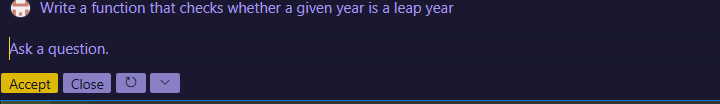 Write a function that checks whether a given year is a leap year
Ask a question.
Accept Close